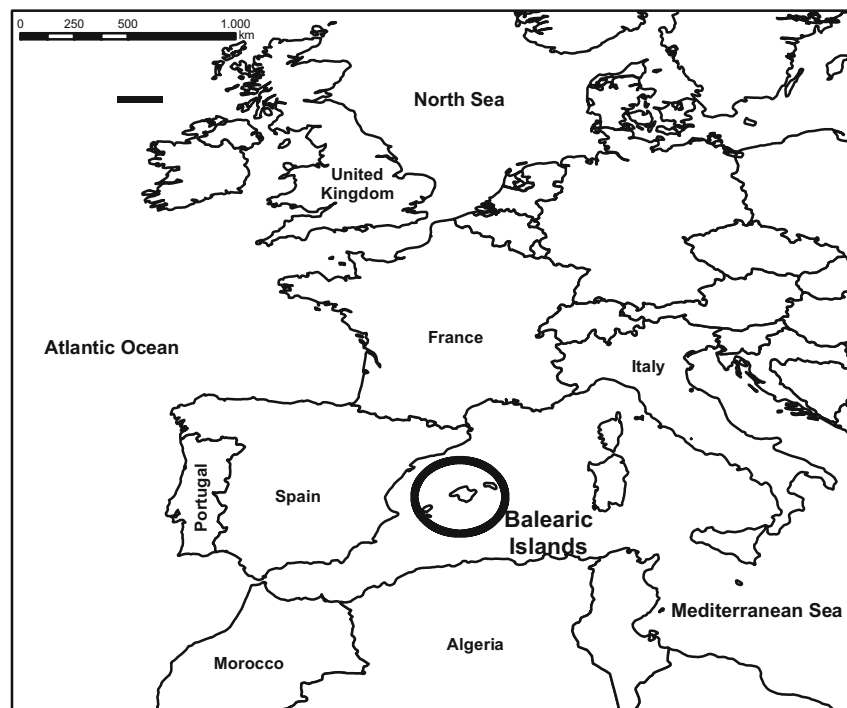 0 250 500 1.000
km
North Sea
United
Kingdom
Atlantic Ocean
France
Italy
Portugal
Spain
Balearic
Islands
Mediterranean Sea
Algeria
Morocco